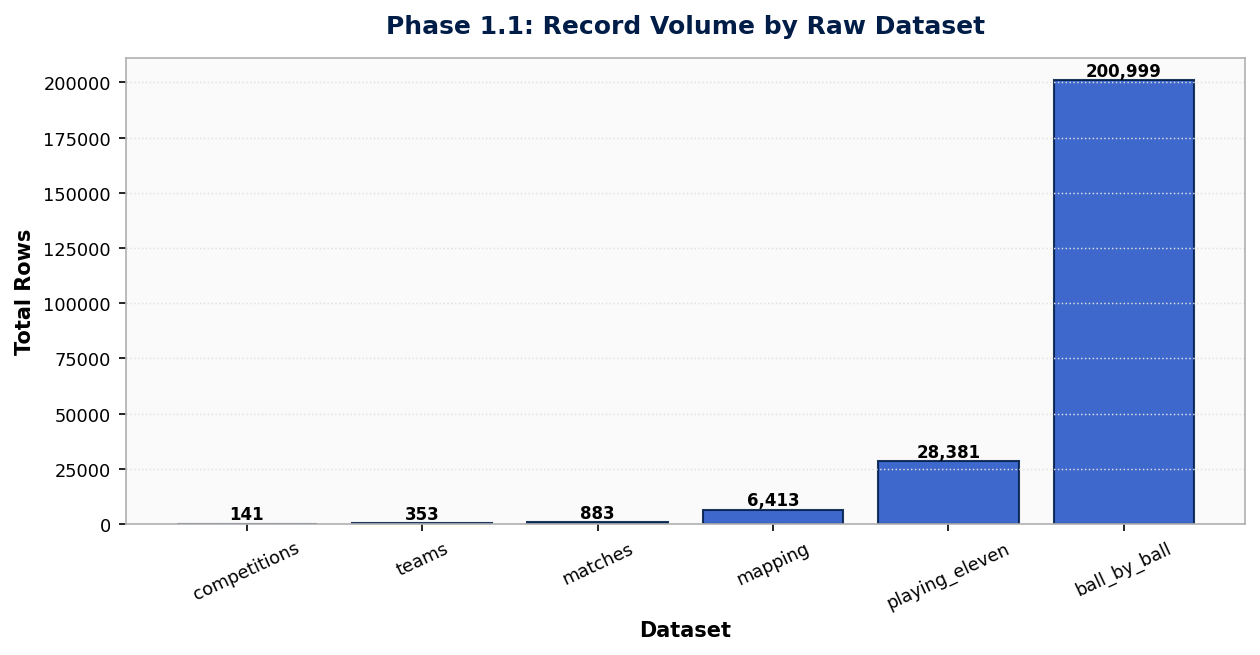 Phase 1.1: Record Volume by Raw Dataset
Total Rows
200000
175000
150000
125000
100000
75000
50000
25000
0
141
353
883
6,413
28,381
200,999
competitions
teams
matches
mapping
playing_eleven
ball_by_ball
Dataset